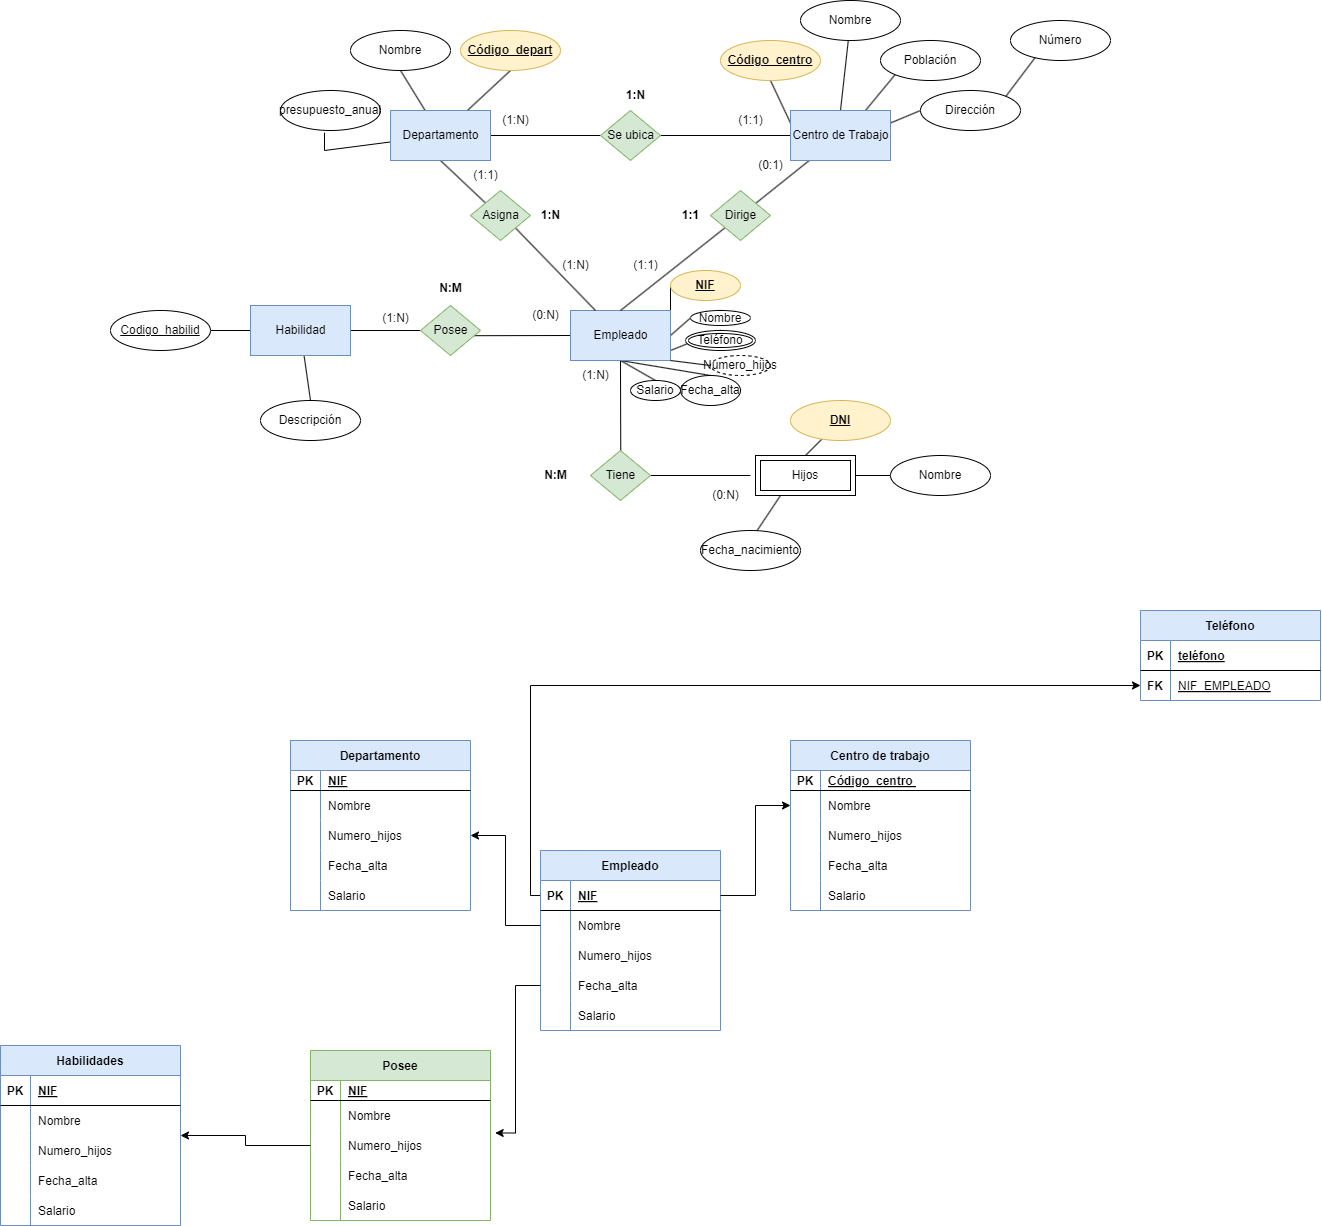 Nombre
Nombre
Código_depart
Número
Código_centro
Población
1:N
presupuesto_anual
Dirección
(1:N)
(1:1)
Departamento
Se ubica
Centro de Trabajo
(0:1)
(1:1)
Asigna
1:N
1:1
Dirige
(1:N)
(1:1)
NIF
N:M
(1:N)
(0:N)
Nombre
Codigo_habilid
Habilidad
Posee
Empleado
Teléfono
Número_hijos
(1:N)
Salario
Fecha_alta
Descripción
DNI
N:M
Tiene
Hijos
Nombre
(0:N)
Fecha_nacimiento
Teléfono
PK teléfono
FK NIF_EMPLEADO
Departamento
PK NIF
Nombre
Numero_hijos
Fecha_alta
Salario
Centro de trabajo
PK Código_centro
Nombre
Numero_hijos
Fecha_alta
Salario
Empleado
PK NIF
Nombre
Numero_hijos
Fecha_alta
Salario
Habilidades
PK NIF
Nombre
Numero_hijos
Fecha_alta
Salario
Posee
PK NIF
Nombre
Numero_hijos
Fecha_alta
Salario